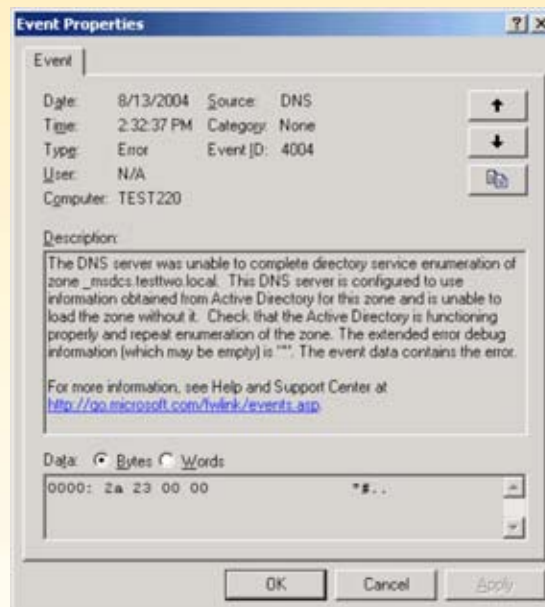 Event Properties
Event
Date: 8/13/2004 Source: DNS
Time: 2:32:37 PM Category: None
Type: Error Event ID: 4004
User: N/A
Computer: TEST220
Description:
The DNS server was unable to complete directory service enumeration of
zone _msdcs.testtwo.local. This DNS server is configured to use
information obtained from Active Directory for this zone and is unable to
load the zone without it. Check that the Active Directory is functioning
properly and repeat enumeration of the zone. The extended error debug
information (which may be empty) is "". The event data contains the error.
For more information, see Help and Support Center at
http://go.microsoft.com/fwlink/events.asp.
Data: Bytes Words
0000: 2a 23 00 00 *#..
OK Cancel Apply